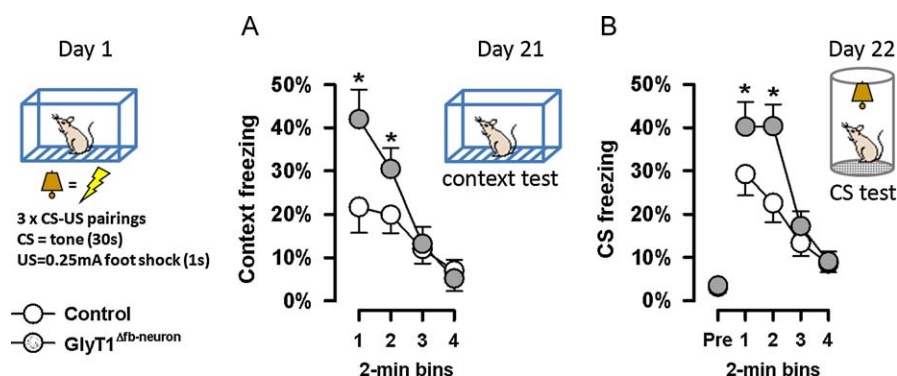 Day 1
3 x CS-US pairings
CS = tone (30s)
US=0.25mA foot shock (1s)
Control
GlyT1Δfb-neuron
A
Day 21
50%
40%
30%
20%
10%
0%
Context freezing
*
*
context test
1 2 3 4
2-min bins
B
Day 22
50%
40%
30%
20%
10%
0%
CS freezing
* *
CS test
Pre 1 2 3 4
2-min bins